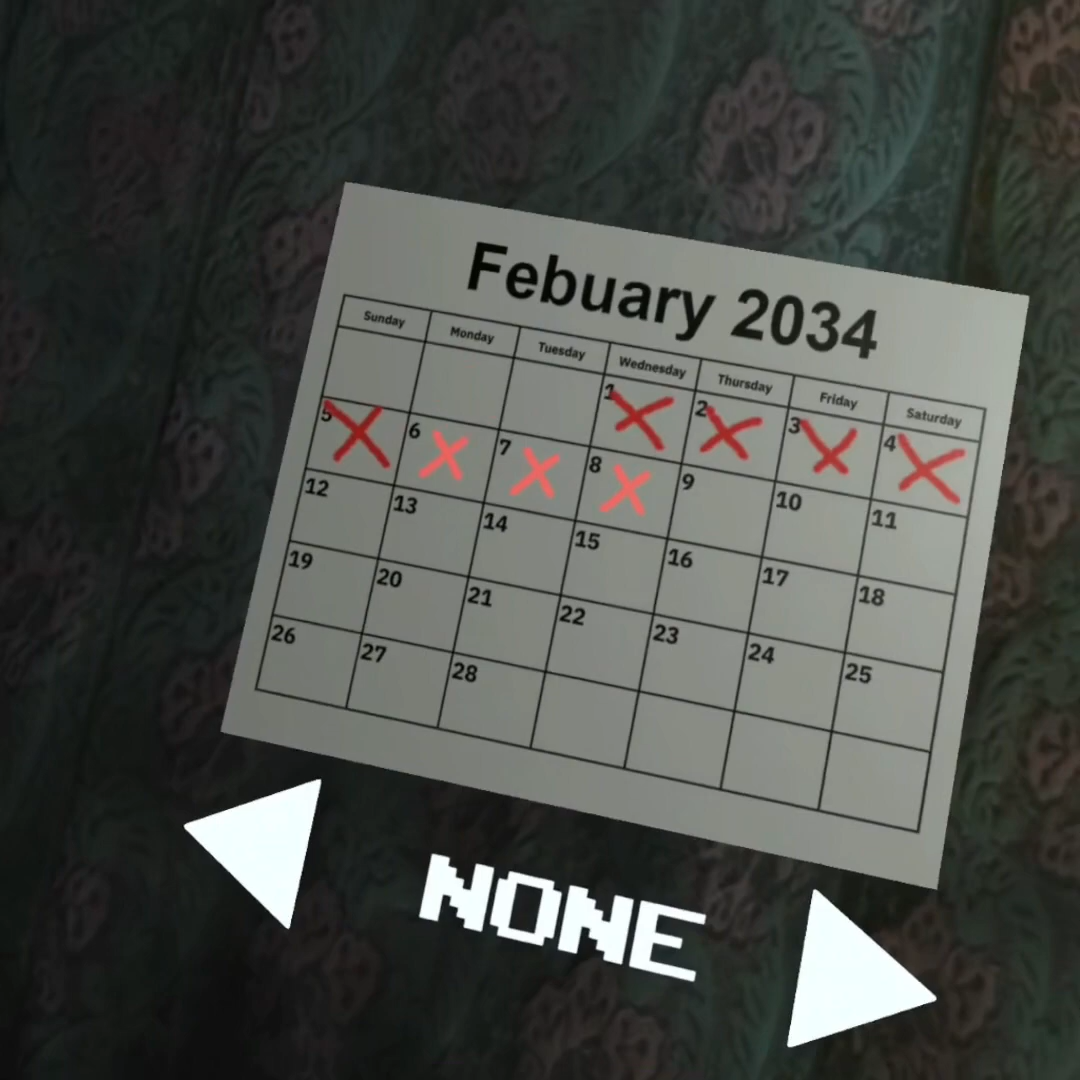 Febuary 2034
Sunday Monday Tuesday Wednesday Thursday Friday Saturday
1 2 3 4
5 6 7 8 9 10 11
12 13 14 15 16 17 18
19 20 21 22 23 24 25
26 27 28
NONE